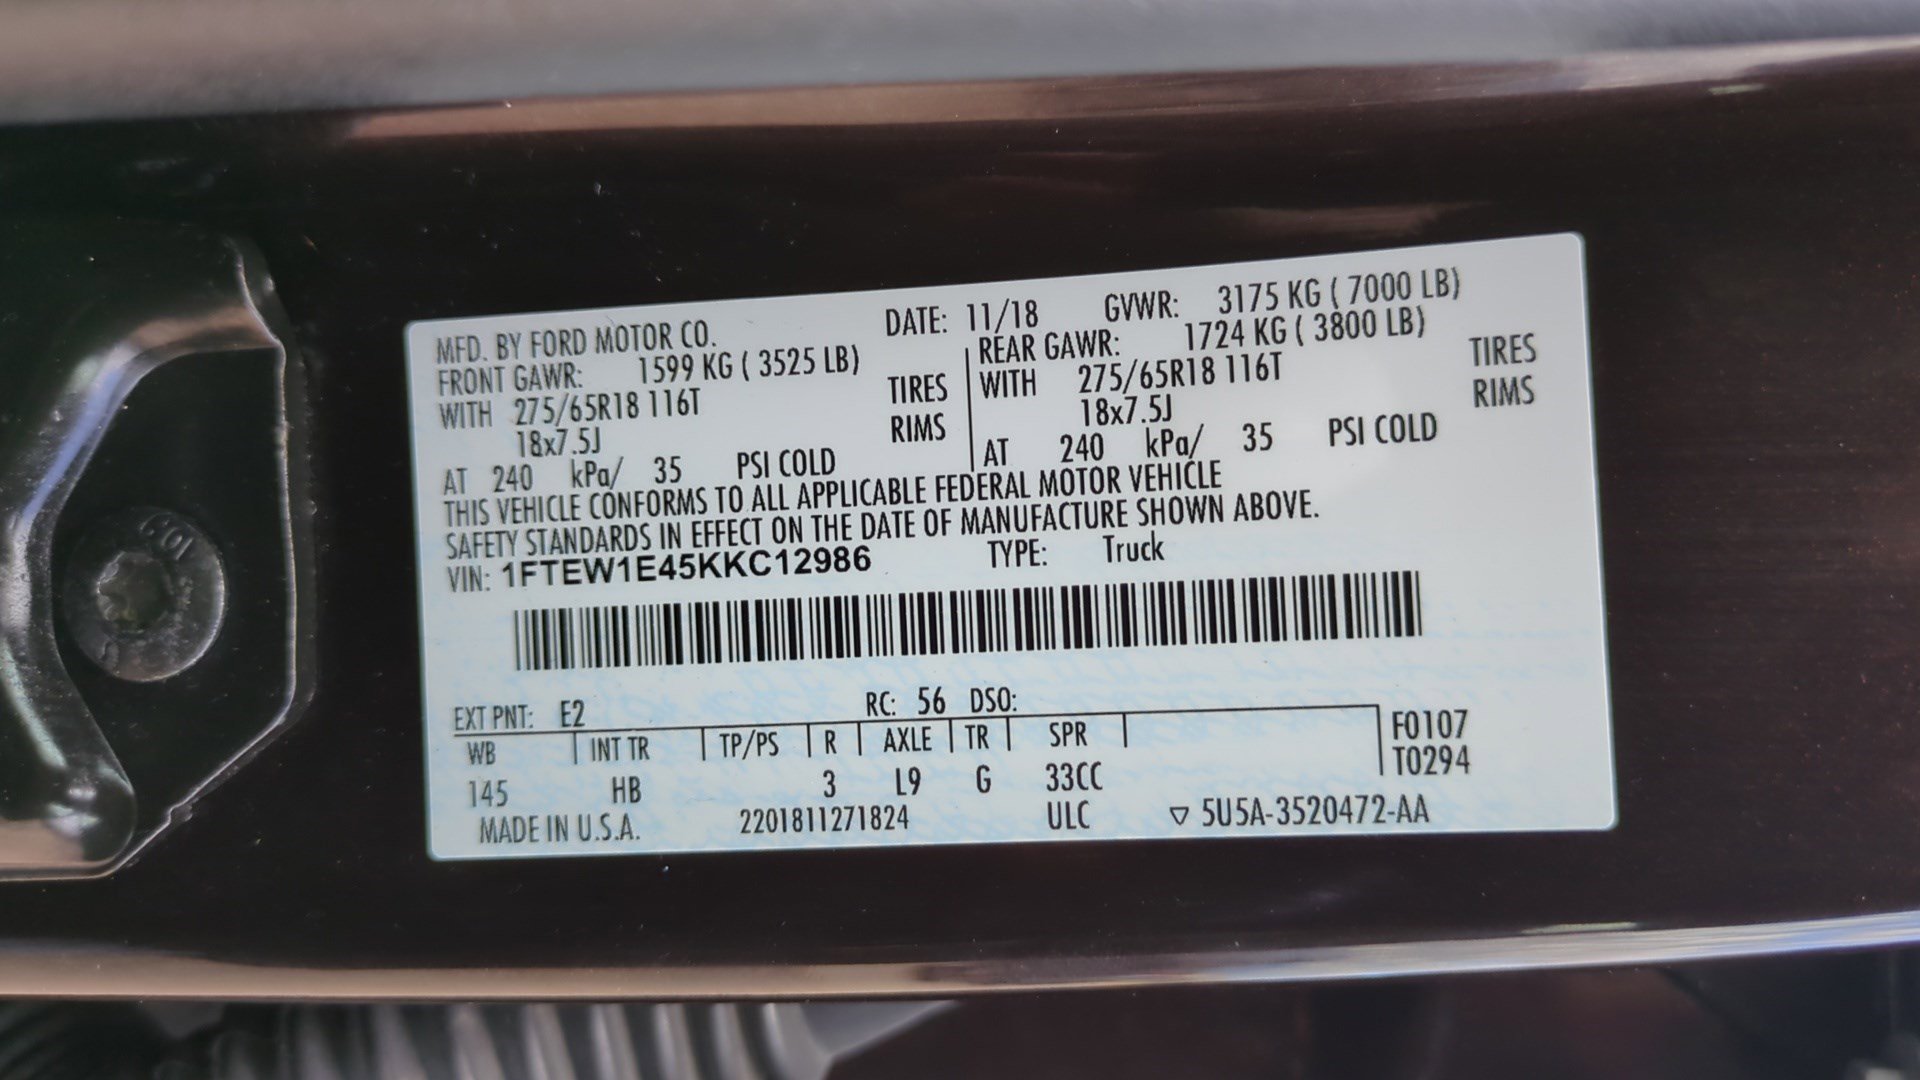 MFD. BY FORD MOTOR CO. DATE: 11/18 GVWR: 3175 KG ( 7000 LB)
FRONT GAWR: 1599 KG ( 3525 LB) REAR GAWR: 1724 KG ( 3800 LB)
WITH 275/65R18 116T TIRES WITH 275/65R18 116T TIRES
18x7.5J RIMS 18x7.5J RIMS
AT 240 kPa/ 35 PSI COLD AT 240 kPa/ 35 PSI COLD
THIS VEHICLE CONFORMS TO ALL APPLICABLE FEDERAL MOTOR VEHICLE
SAFETY STANDARDS IN EFFECT ON THE DATE OF MANUFACTURE SHOWN ABOVE.
VIN: 1FTEW1E45KKC12986 TYPE: Truck
EXT PNT: E2 RC: 56 DSO:
WB INT TR TP/PS R AXLE TR SPR F0107
145 HB 3 L9 G 33CC T0294
MADE IN U.S.A. 2201811271824 ULC ▽ 5U5A-3520472-AA
10.9